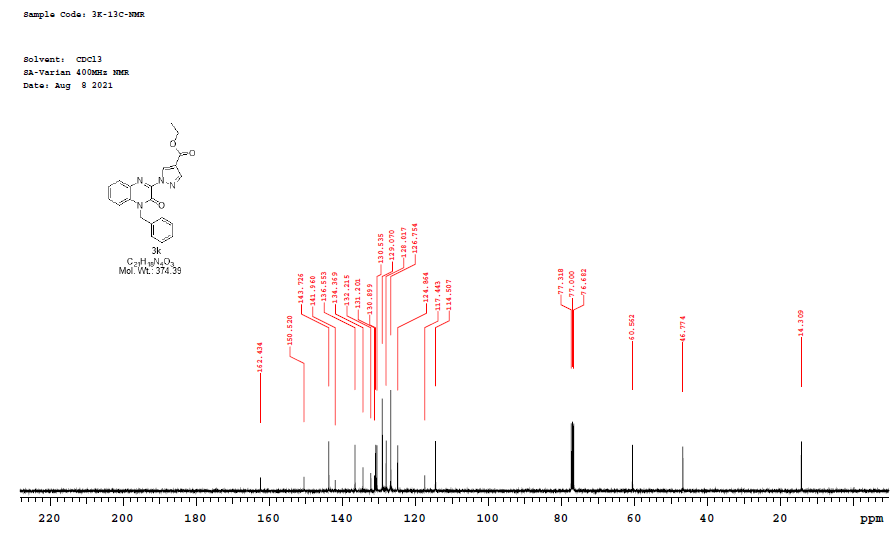 Sample Code: 3K-13C-NMR
Solvent: CDCl3
SA-Varian 400MHz NMR
Date: Aug 8 2021
O
O
N
N
N
N
O
3k
C21H18N4O3
Mol. Wt.: 374.39
162.434
150.520
143.726
141.960
136.553
134.369
132.215
131.201
130.899
130.535
129.070
128.017
126.754
124.864
117.443
114.507
77.318
77.000
76.682
60.562
46.774
14.309
220 200 180 160 140 120 100 80 60 40 20 ppm